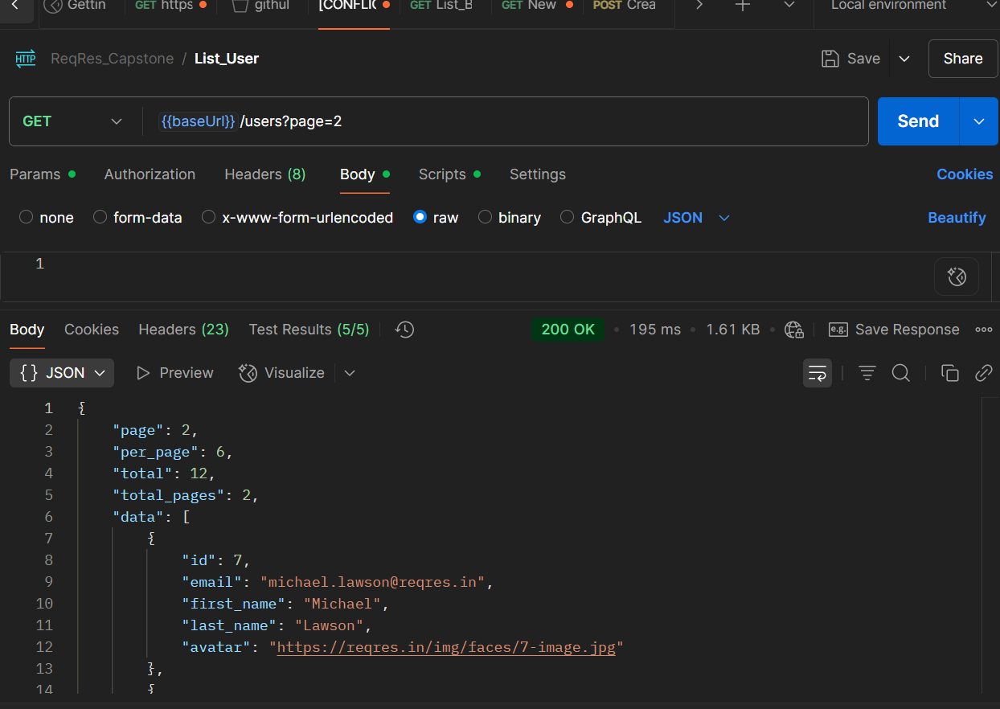 Gettin GET https githul [CONFLIC GET List_B GET New POST Crea Local environment
HTTP ReqRes_Capstone / List_User Save Share
GET {{baseUrl}} /users?page=2 Send
Params Authorization Headers (8) Body Scripts Settings Cookies
none form-data x-www-form-urlencoded raw binary GraphQL JSON Beautify
1
Body Cookies Headers (23) Test Results (5/5) 200 OK 195 ms 1.61 KB e.g. Save Response
{} JSON Preview Visualize
1 {
2 "page": 2,
3 "per_page": 6,
4 "total": 12,
5 "total_pages": 2,
6 "data": [
7 {
8 "id": 7,
9 "email": "michael.lawson@reqres.in",
10 "first_name": "Michael",
11 "last_name": "Lawson",
12 "avatar": "https://reqres.in/img/faces/7-image.jpg"
13 },
14 {